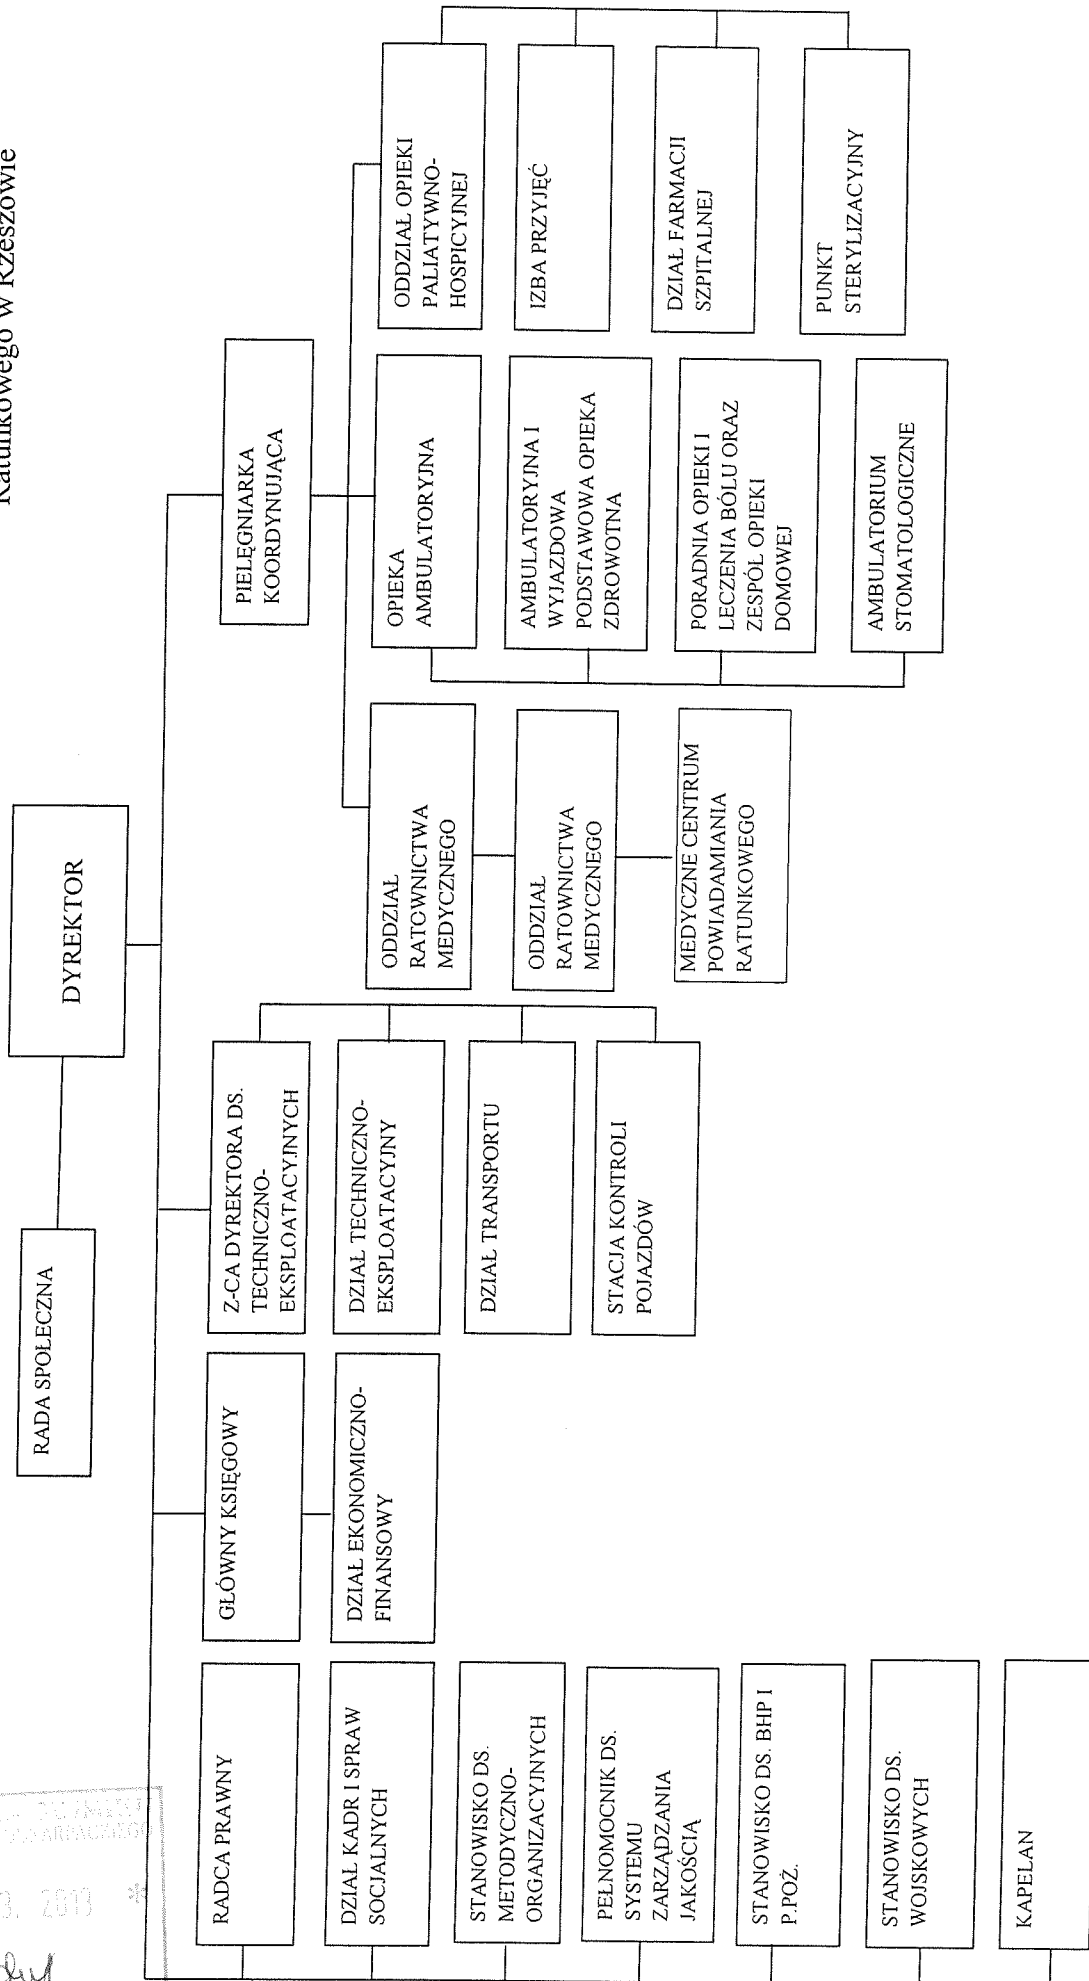 Ratunkowego w Rzeszowie
DYREKTOR
RADA SPOŁECZNA
RADCA PRAWNY
DZIAŁ KADR I SPRAW
SOCJALNYCH
STANOWISKO DS.
METODYCZNO-
ORGANIZACYJNYCH
PEŁNOMOCNIK DS.
SYSTEMU
ZARZĄDZANIA
JAKOŚCIĄ
STANOWISKO DS. BHP I
P.POŻ.
STANOWISKO DS.
WOJSKOWYCH
KAPELAN
GŁÓWNY KSIĘGOWY
DZIAŁ EKONOMICZNO-
FINANSOWY
Z-CA DYREKTORA DS.
TECHNICZNO-
EKSPLOATACYJNYCH
DZIAŁ TECHNICZNO-
EKSPLOATACYJNY
DZIAŁ TRANSPORTU
STACJA KONTROLI
POJAZDÓW
PIELĘGNIARKA
KOORDYNUJĄCA
ODDZIAŁ
RATOWNICTWA
MEDYCZNEGO
ODDZIAŁ
RATOWNICTWA
MEDYCZNEGO
MEDYCZNE CENTRUM
POWIADAMIANIA
RATUNKOWEGO
OPIEKA
AMBULATORYJNA
AMBULATORYJNA I
WYJAZDOWA
PODSTAWOWA OPIEKA
ZDROWOTNA
PORADNIA OPIEKI I
LECZENIA BÓLU ORAZ
ZESPÓŁ OPIEKI
DOMOWEJ
AMBULATORIUM
STOMATOLOGICZNE
ODDZIAŁ OPIEKI
PALIATYWNO-
HOSPICYJNEJ
IZBA PRZYJĘĆ
DZIAŁ FARMACJI
SZPITALNEJ
PUNKT
STERYLIZACYJNY
3. 2013 *